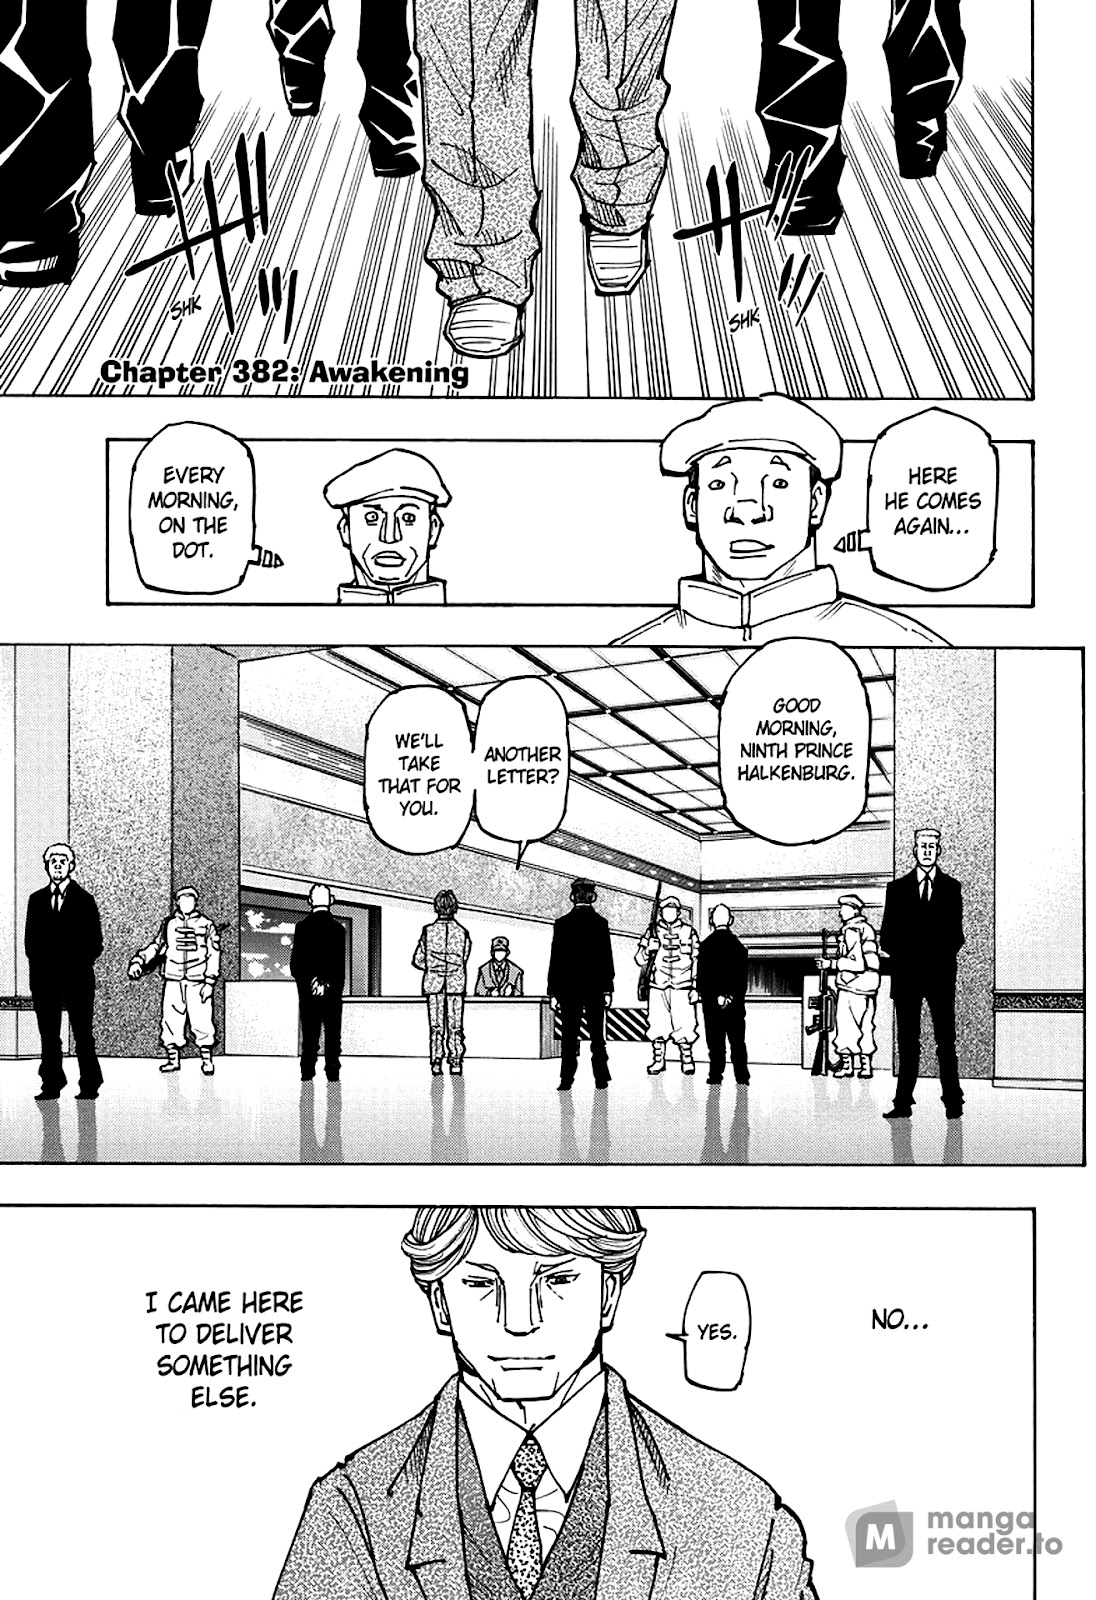 SHK
SHK
Chapter 382: Awakening
HERE
HE COMES
AGAIN...
EVERY
MORNING,
ON THE
DOT.
GOOD
MORNING,
NINTH PRINCE
HALKENBURG.
ANOTHER
LETTER?
WE'LL
TAKE
THAT FOR
YOU.
NO...
YES.
I CAME HERE
TO DELIVER
SOMETHING
ELSE.
M
manga
reader.to